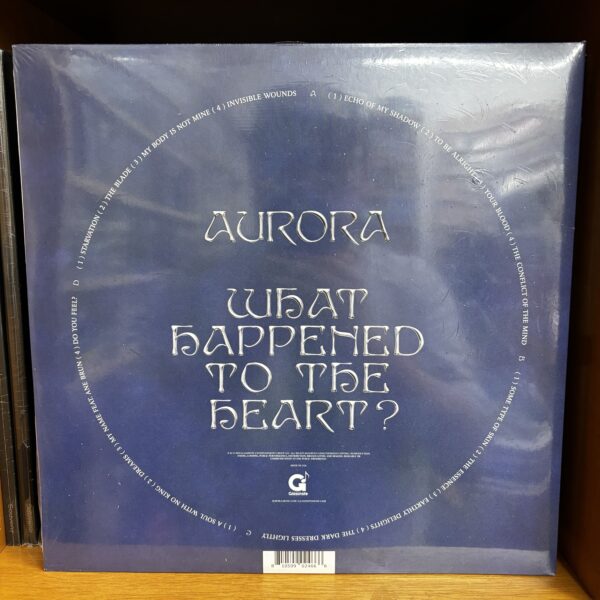 A (1) ECHO OF MY SHADOW (2) TO BE ALRIGHT (3) YOUR BLOOD (4) THE CONFLICT OF THE MIND
B (1) SOME TYPE OF SKIN (2) THE ESSENCE (3) EARTHLY DELIGHTS (4) THE DARK DRESSES LIGHTLY
C (1) A SOUL WITH NO KING (2) DREAMS (3) MY NAME FEAT. ANE BRUN (4) DO YOU FEEL?
D (1) STARVATION (2) THE BLADE (3) MY BODY IS NOT MINE (4) INVISIBLE WOUNDS
AURORA
WHAT
HAPPENED
TO THE
HEART?
G
Glassnote